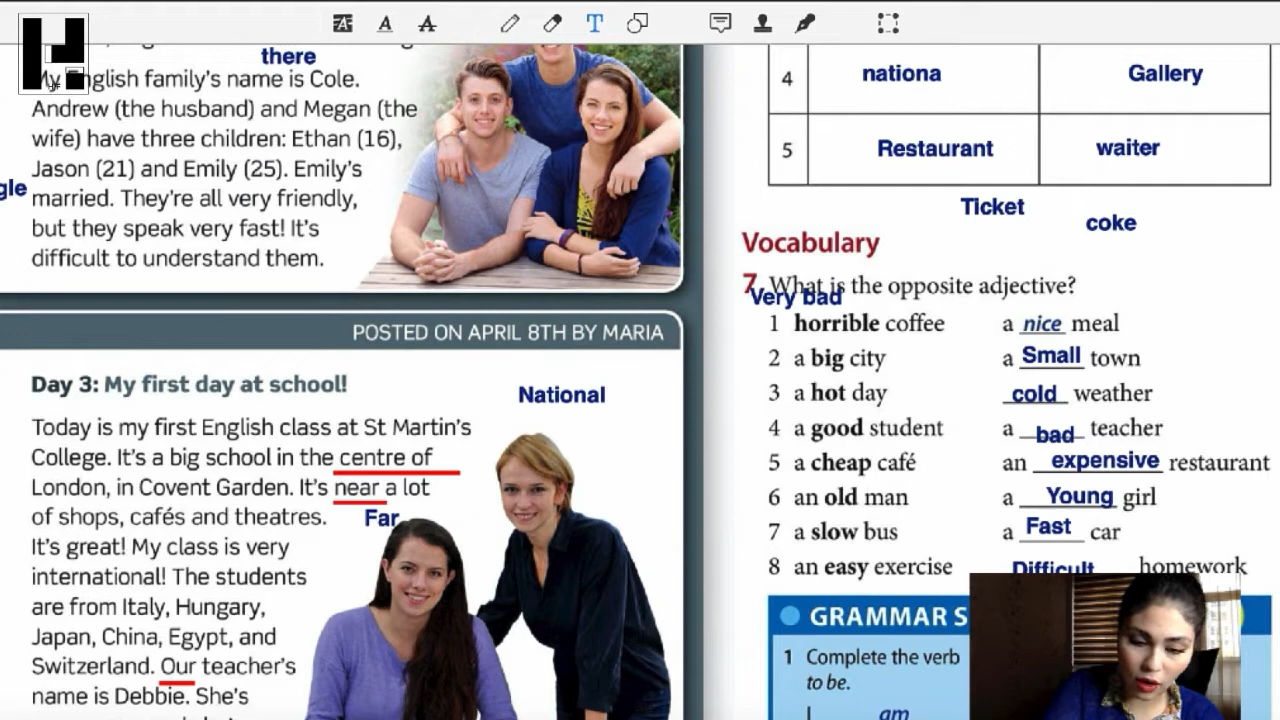 there
My English family's name is Cole.
Andrew (the husband) and Megan (the
wife) have three children: Ethan (16),
Jason (21) and Emily (25). Emily's
gle
married. They're all very friendly,
but they speak very fast! It's
difficult to understand them.
POSTED ON APRIL 8TH BY MARIA
Day 3: My first day at school!
National
Today is my first English class at St Martin's
College. It's a big school in the centre of
London, in Covent Garden. It's near a lot
of shops, cafés and theatres.
Far
It's great! My class is very
international! The students
are from Italy, Hungary,
Japan, China, Egypt, and
Switzerland. Our teacher's
name is Debbie. She's
4 nationa Gallery
5 Restaurant waiter
Ticket
coke
Vocabulary
7 What is the opposite adjective?
Very bad
1 horrible coffee a nice meal
2 a big city a Small town
3 a hot day cold weather
4 a good student a bad teacher
5 a cheap café an expensive restaurant
6 an old man a Young girl
7 a slow bus a Fast car
8 an easy exercise Difficult homework
GRAMMAR S
1 Complete the verb
to be.
I am